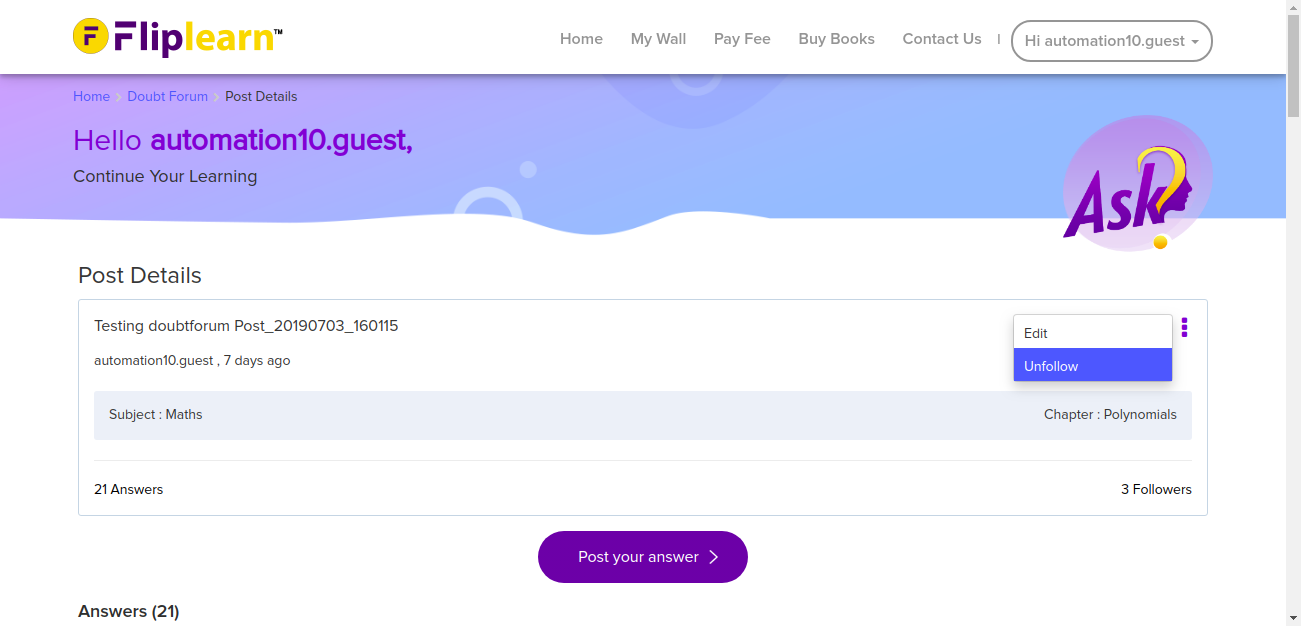 Fliplearn™
Home My Wall Pay Fee Buy Books Contact Us | Hi automation10.guest
Home > Doubt Forum > Post Details
Hello automation10.guest,
Continue Your Learning
Ask?
Post Details
Testing doubtforum Post_20190703_160115
Edit
automation10.guest , 7 days ago
Unfollow
Subject : Maths Chapter : Polynomials
21 Answers 3 Followers
Post your answer
Answers (21)